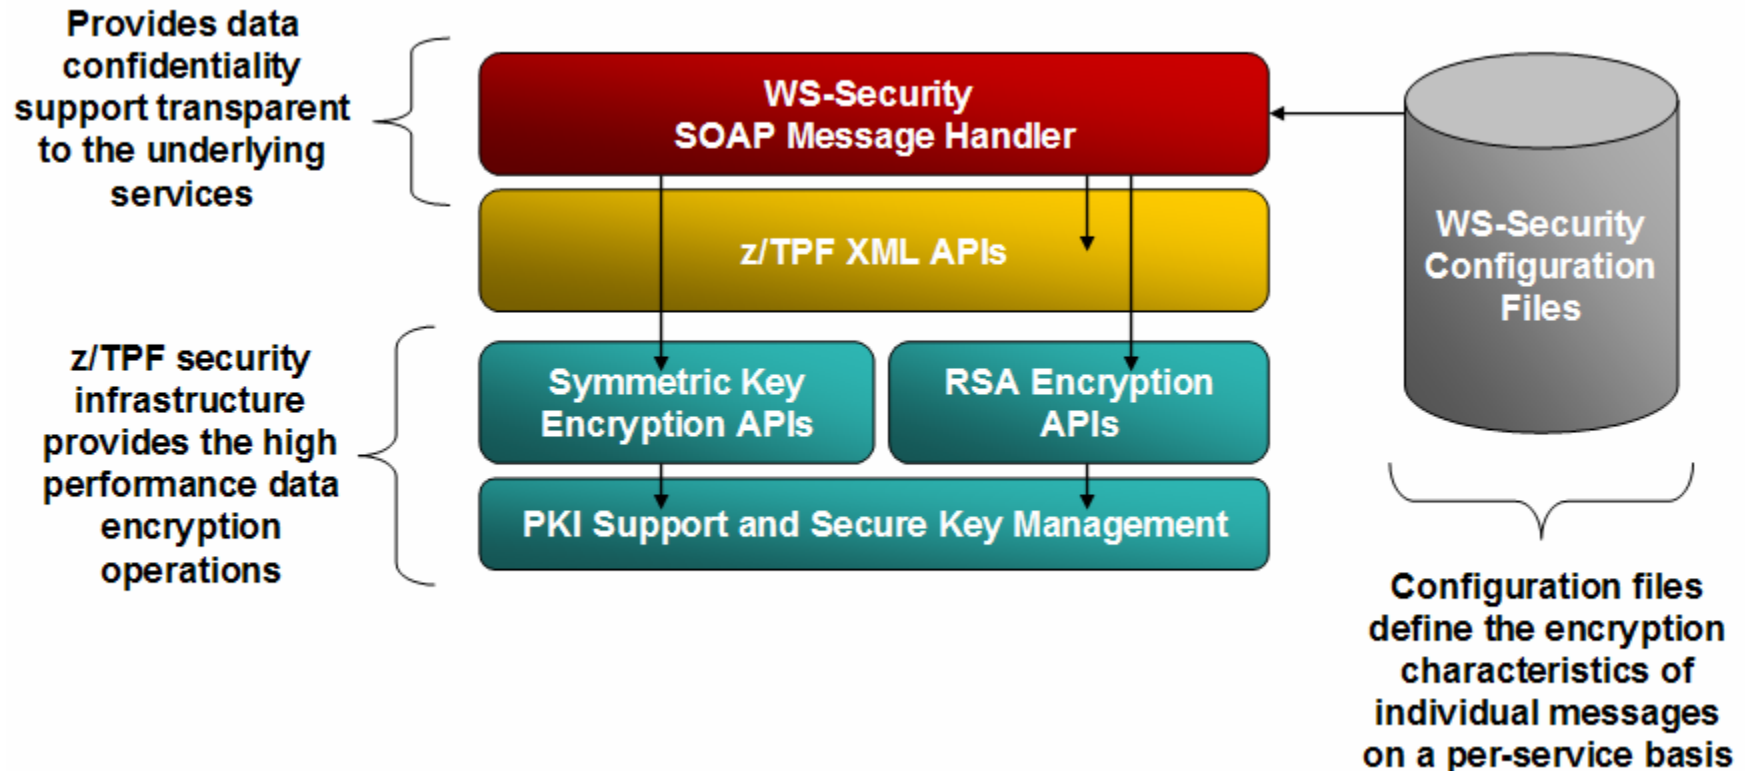 Provides data
confidentiality
support transparent
to the underlying
services
WS-Security
SOAP Message Handler
z/TPF XML APIs
WS-Security
Configuration
Files
z/TPF security
infrastructure
provides the high
performance data
encryption
operations
Symmetric Key
Encryption APIs
RSA Encryption
APIs
PKI Support and Secure Key Management
Configuration files
define the encryption
characteristics of
individual messages
on a per-service basis